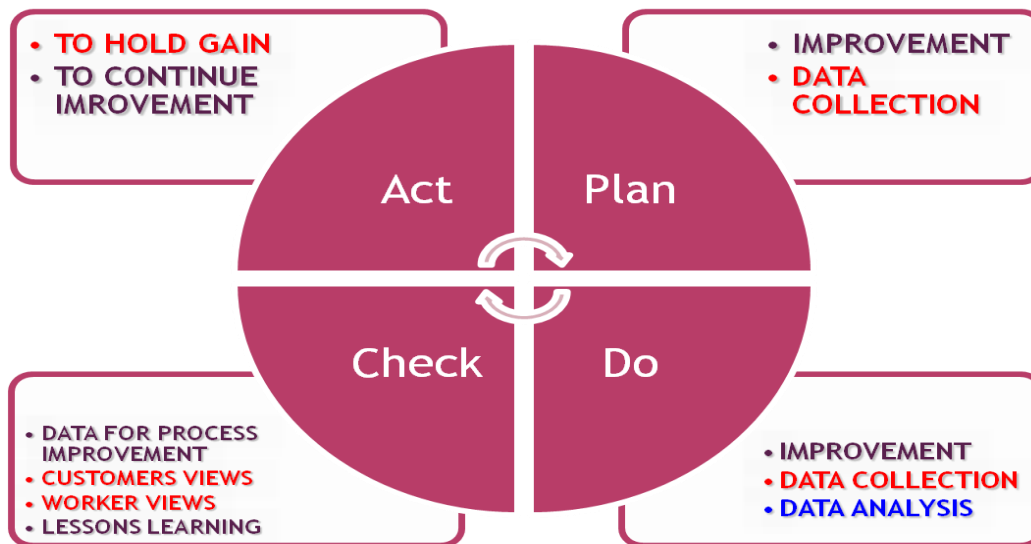 • TO HOLD GAIN
• TO CONTINUE
IMROVEMENT
• IMPROVEMENT
• DATA
COLLECTION
Act
Plan
Check
Do
• DATA FOR PROCESS
IMPROVEMENT
• CUSTOMERS VIEWS
• WORKER VIEWS
• LESSONS LEARNING
• IMPROVEMENT
• DATA COLLECTION
• DATA ANALYSIS